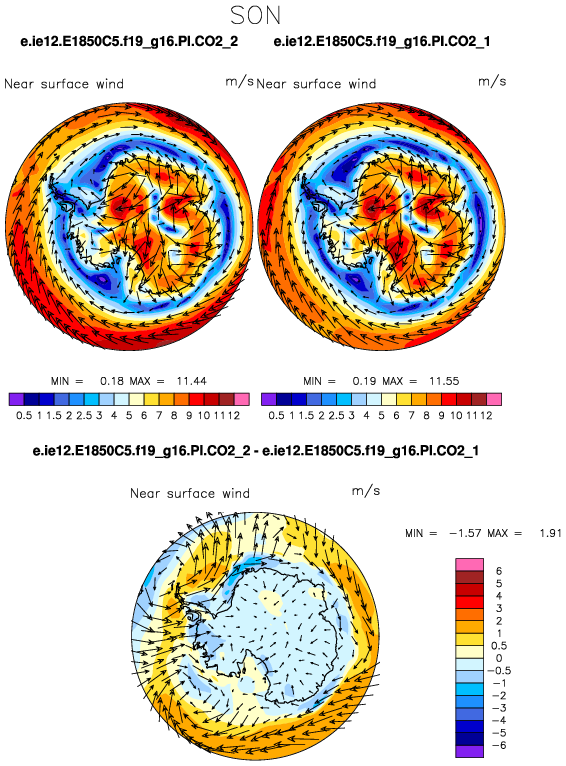 SON
e.ie12.E1850C5.f19_g16.PI.CO2_2 e.ie12.E1850C5.f19_g16.PI.CO2_1
Near surface wind m/s Near surface wind m/s
MIN = 0.18 MAX = 11.44 MIN = 0.19 MAX = 11.55
0.5 1 1.5 2 2.5 3 4 5 6 7 8 9 10 11 12 0.5 1 1.5 2 2.5 3 4 5 6 7 8 9 10 11 12
e.ie12.E1850C5.f19_g16.PI.CO2_2 - e.ie12.E1850C5.f19_g16.PI.CO2_1
Near surface wind m/s
MIN = −1.57 MAX = 1.91
6
5
4
3
2
1
0.5
0
−0.5
−1
−2
−3
−4
−5
−6